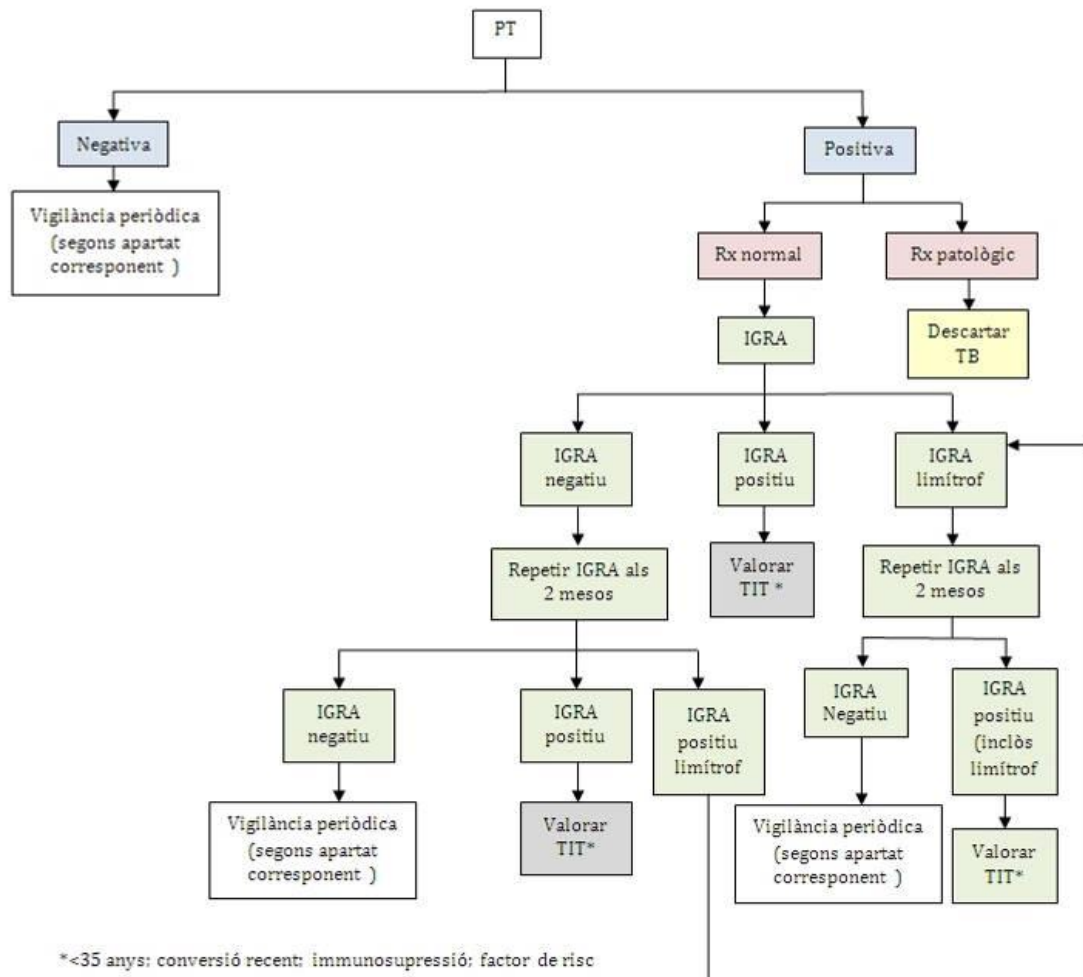 PT
Negativa
Positiva
Vigilància periòdica
(segons apartat
corresponent )
Rx normal
Rx patològic
IGRA
Descartar
TB
IGRA
negatiu
IGRA
positiu
IGRA
limítrof
Repetir IGRA als
2 mesos
Valorar
TIT *
Repetir IGRA als
2 mesos
IGRA
negatiu
IGRA
positiu
IGRA
positiu
limítrof
IGRA
Negatiu
IGRA
positiu
(inclòs
limítrof
Vigilància periòdica
(segons apartat
corresponent )
Valorar
TIT*
Vigilància periòdica
(segons apartat
corresponent )
Valorar
TIT*
*<35 anys; conversió recent; immunosupressió; factor de risc